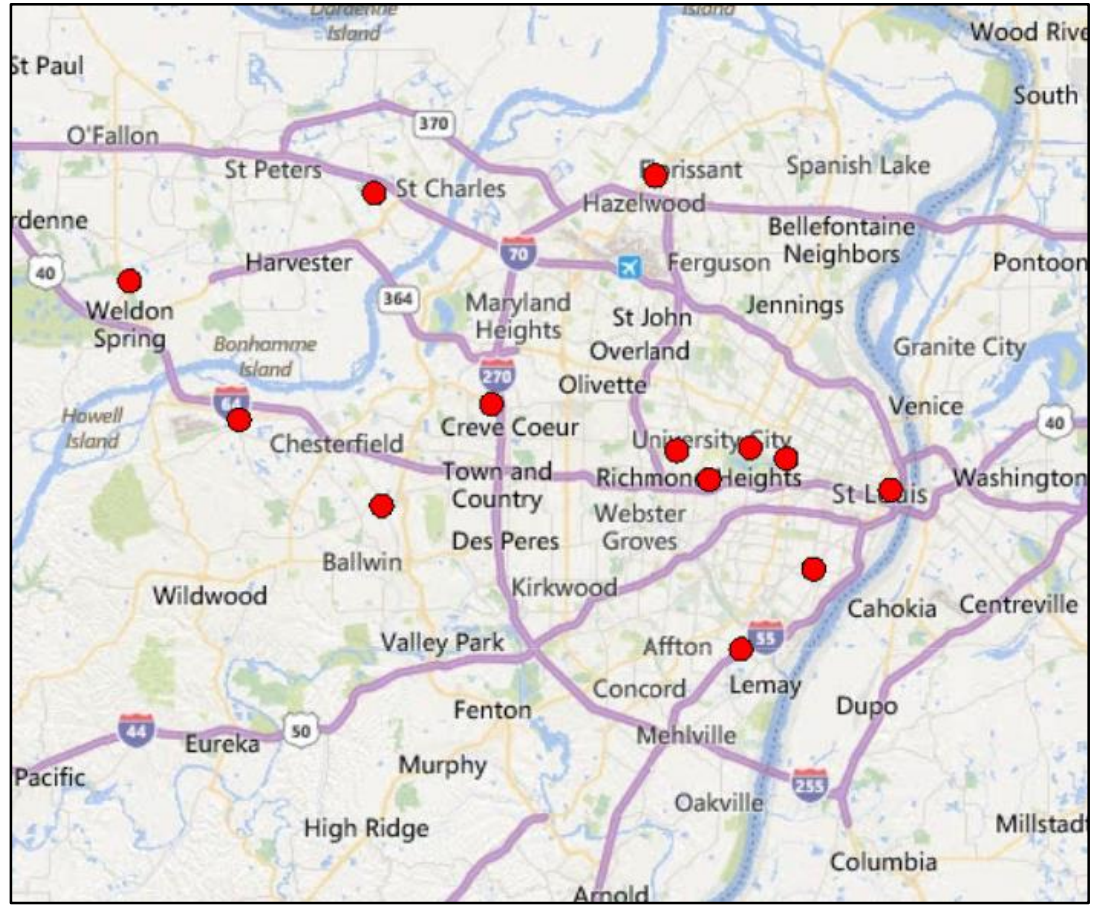 Dardenne
Island
Island
Wood Rive
St Paul
South
O'Fallon
370
St Peters
St Charles
Florissant
Spanish Lake
Hazelwood
rdenne
Bellefontaine
Neighbors
40
Harvester
70
Ferguson
Pontoon
364
Maryland
Heights
Jennings
Weldon
Spring
St John
Bonhamme
Island
Overland
Granite City
270
Olivette
64
Venice
Howell
Island
40
Creve Coeur
Chesterfield
University City
Town and
Country
Richmond Heights
St Louis
Washington
Webster
Groves
Des Peres
Ballwin
Kirkwood
Wildwood
Cahokia
Centreville
Valley Park
Affton
55
Concord
Lemay
Fenton
Dupo
44
50
Eureka
Mehlville
Pacific
Murphy
255
Oakville
High Ridge
Millstadt
Columbia
Arnold